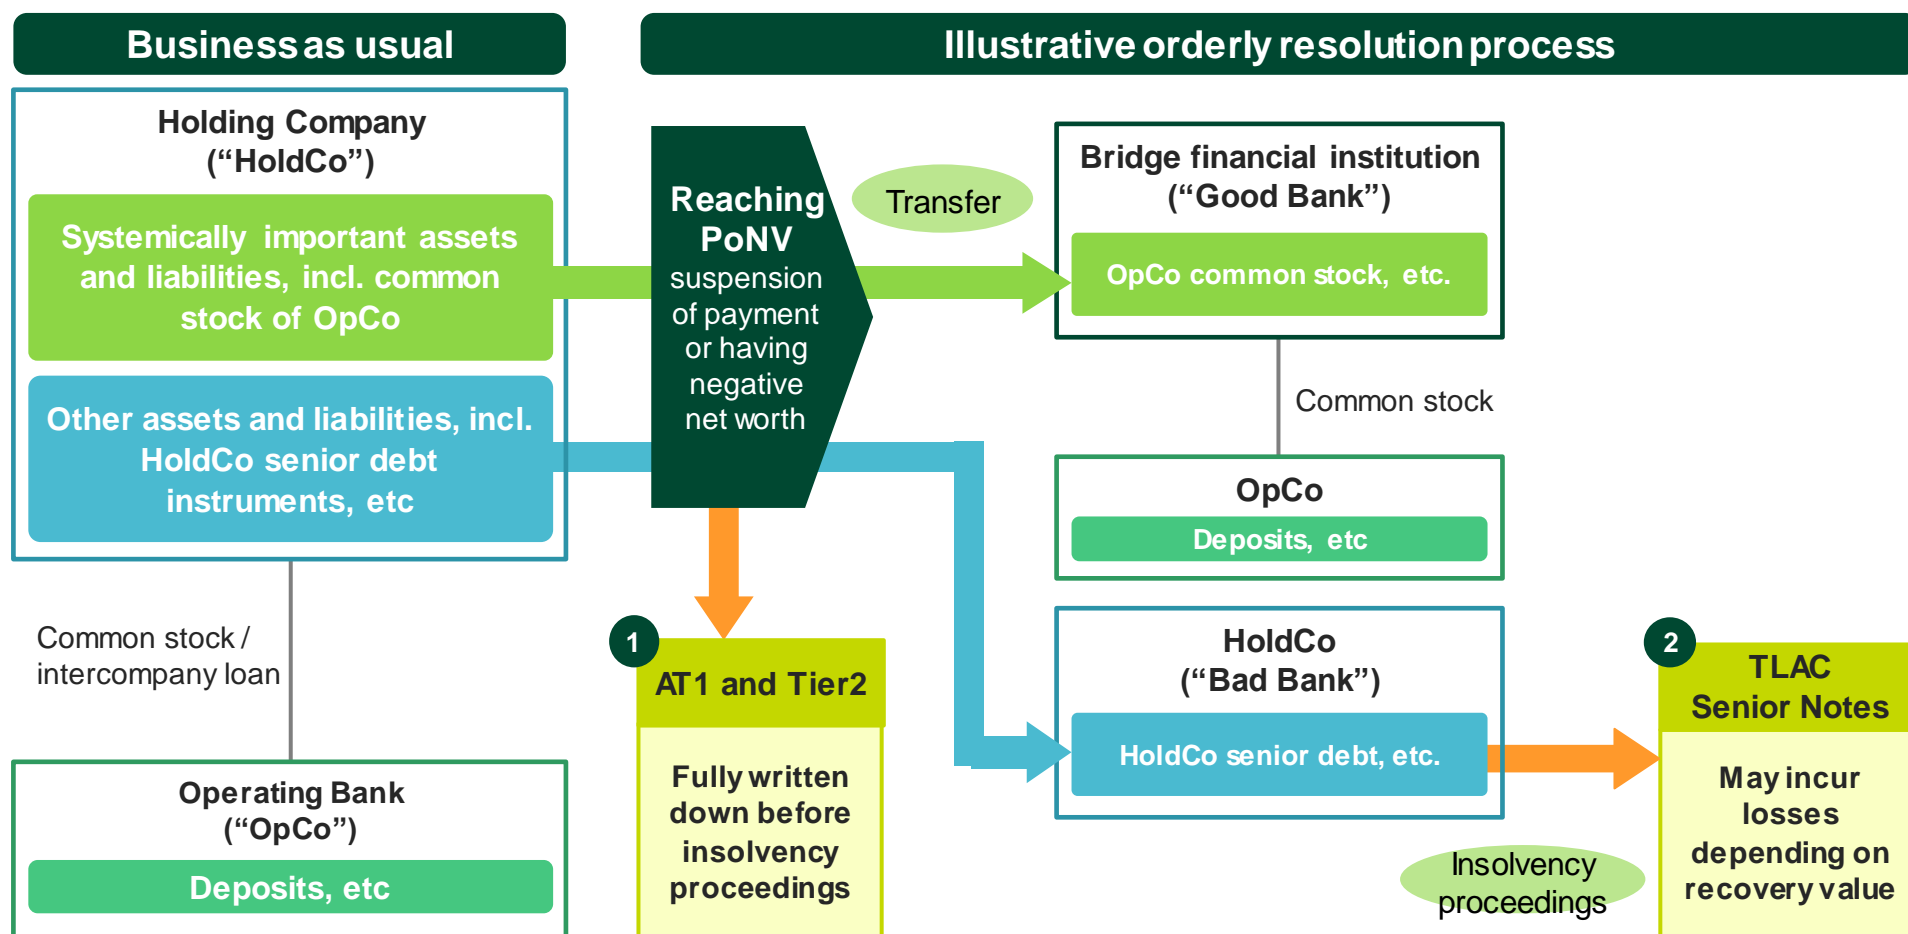 Business as usual
Illustrative orderly resolution process
Holding Company
(“HoldCo”)
Systemically important assets
and liabilities, incl. common
stock of OpCo
Other assets and liabilities, incl.
HoldCo senior debt
instruments, etc
Common stock /
intercompany loan
Operating Bank
(“OpCo”)
Deposits, etc
Reaching
PoNV
suspension
of payment
or having
negative
net worth
Transfer
Bridge financial institution
(“Good Bank”)
OpCo common stock, etc.
Common stock
OpCo
Deposits, etc
1
AT1 and Tier2
Fully written
down before
insolvency
proceedings
HoldCo
(“Bad Bank”)
HoldCo senior debt, etc.
Insolvency
proceedings
2
TLAC
Senior Notes
May incur
losses
depending on
recovery value